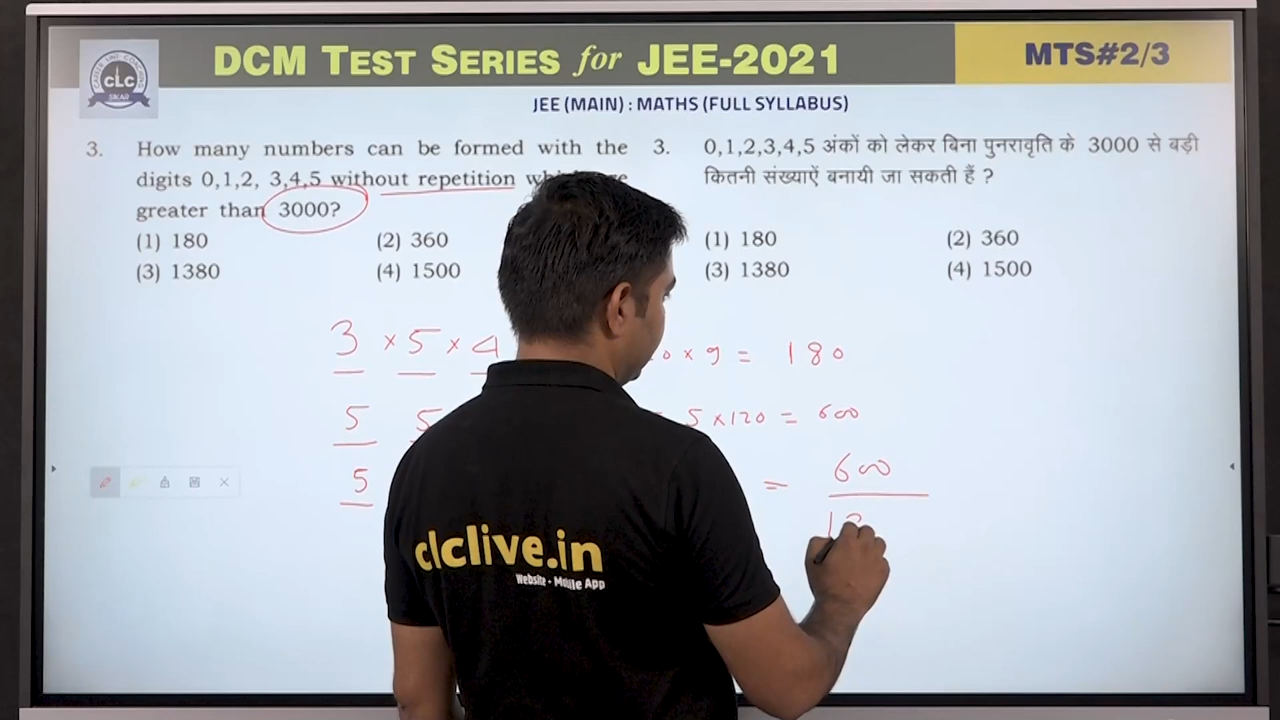 DCM TEST SERIES for JEE-2021
MTS#2/3
CLC
SIKAR
JEE (MAIN) : MATHS (FULL SYLLABUS)
3. How many numbers can be formed with the
digits 0,1,2, 3,4,5 without repetition
greater than 3000?
(1) 180 (2) 360
(3) 1380 (4) 1500
3. 0,1,2,3,4,5 अंकों को लेकर बिना पुनरावृति के 3000 से बड़ी
कितनी संख्याऐं बनायी जा सकती हैं ?
(1) 180 (2) 360
(3) 1380 (4) 1500
3 × 5 × 4 × 9 = 180
5 5 5 × 120 = 600
5 = 600
clclive.in
Website - Mobile App